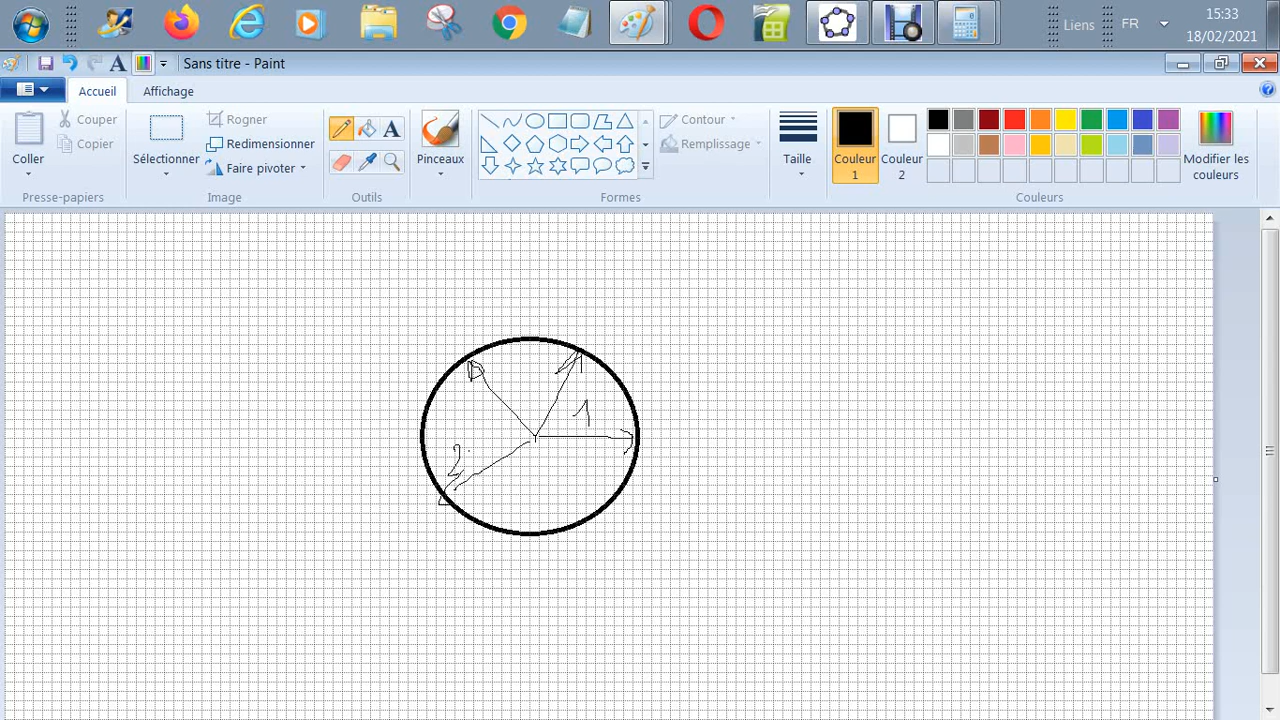 Liens
FR
15:33
18/02/2021
Sans titre - Paint
Accueil
Affichage
Coller
Couper
Copier
Presse-papiers
Sélectionner
Rogner
Redimensionner
Faire pivoter
Image
A
Outils
Pinceaux
Contour
Remplissage
Formes
Taille
Couleur 1
Couleur 2
Modifier les couleurs
Couleurs
1
2